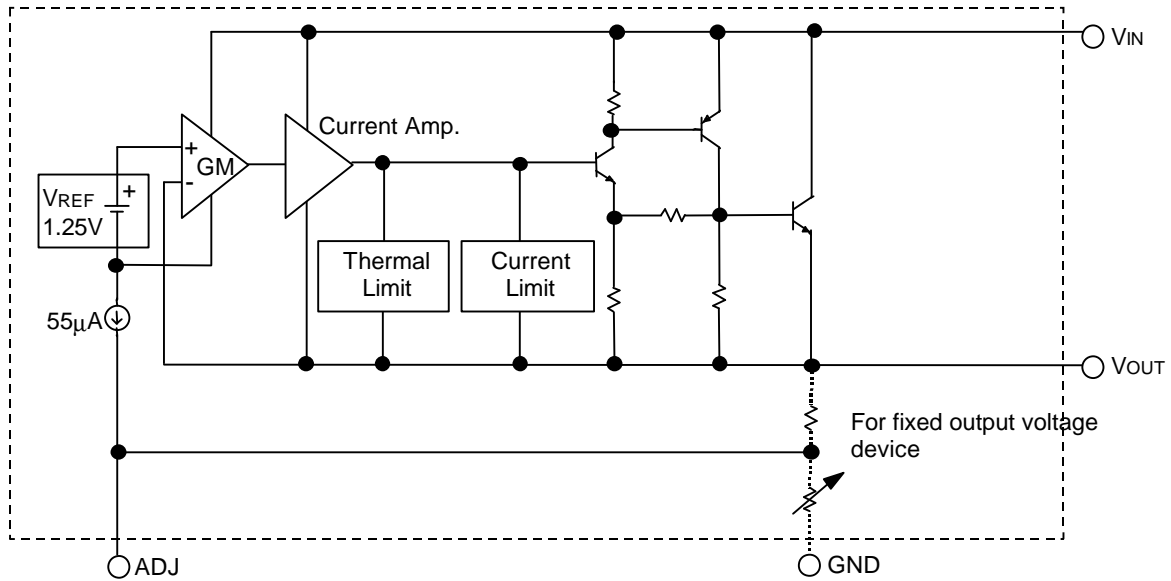 VIN
Current Amp.
+
GM
-
+
VREF
1.25V
Thermal
Limit
Current
Limit
55μA
VOUT
For fixed output voltage
device
ADJ
GND